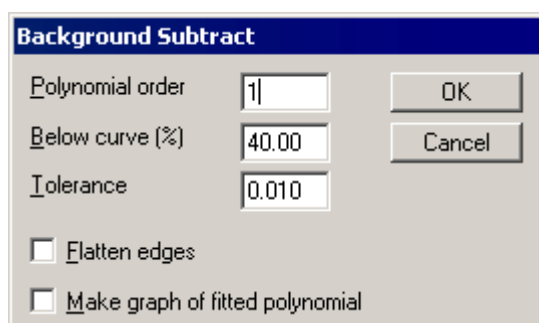 Background Subtract
Polynomial order 1 OK
Below curve (%) 40.00 Cancel
Tolerance 0.010
Flatten edges
Make graph of fitted polynomial